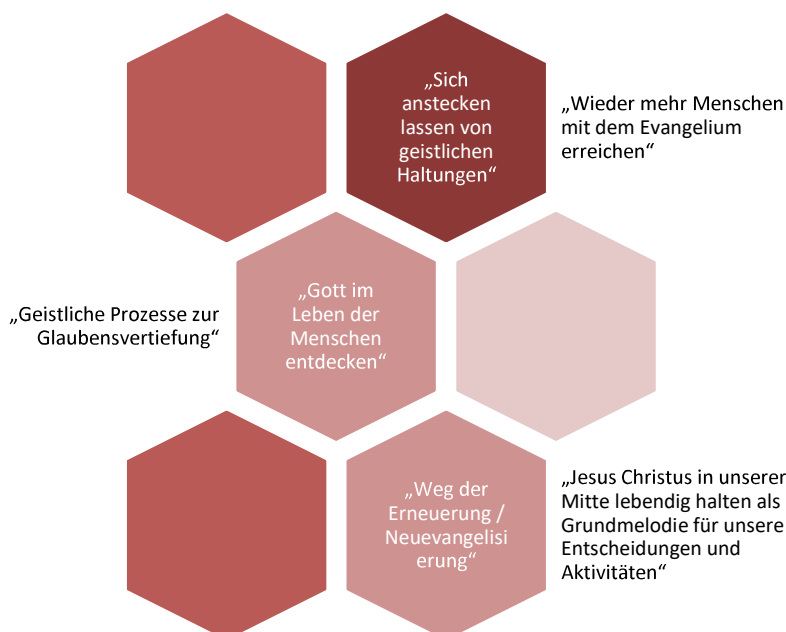 „Sich
anstecken
lassen von
geistlichen
Haltungen“
„Wieder mehr Menschen
mit dem Evangelium
erreichen“
„Geistliche Prozesse zur
Glaubensvertiefung“
„Gott im
Leben der
Menschen
entdecken“
„Weg der
Erneuerung /
Neuevangelisi
erung“
„Jesus Christus in unserer
Mitte lebendig halten als
Grundmelodie für unsere
Entscheidungen und
Aktivitäten“